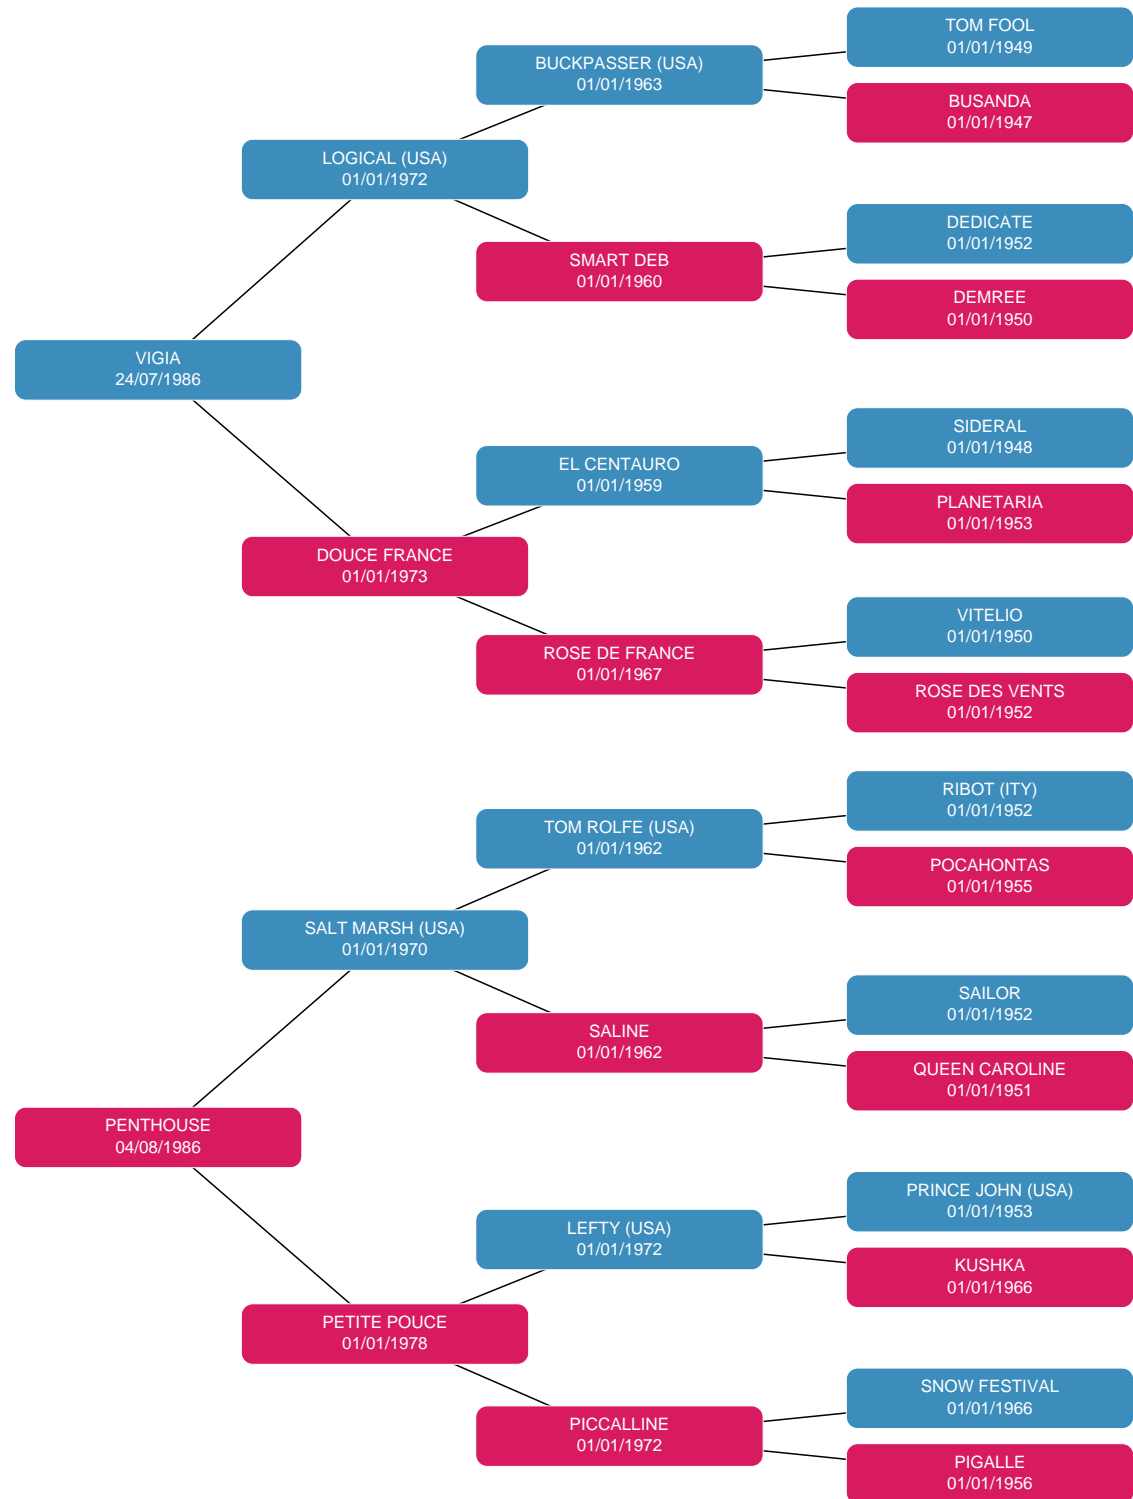 TOM FOOL
01/01/1949
BUCKPASSER (USA)
01/01/1963
BUSANDA
01/01/1947
LOGICAL (USA)
01/01/1972
DEDICATE
01/01/1952
SMART DEB
01/01/1960
DEMREE
01/01/1950
VIGIA
24/07/1986
SIDERAL
01/01/1948
EL CENTAURO
01/01/1959
PLANETARIA
01/01/1953
DOUCE FRANCE
01/01/1973
VITELIO
01/01/1950
ROSE DE FRANCE
01/01/1967
ROSE DES VENTS
01/01/1952
RIBOT (ITY)
01/01/1952
TOM ROLFE (USA)
01/01/1962
POCAHONTAS
01/01/1955
SALT MARSH (USA)
01/01/1970
SAILOR
01/01/1952
SALINE
01/01/1962
QUEEN CAROLINE
01/01/1951
PENTHOUSE
04/08/1986
PRINCE JOHN (USA)
01/01/1953
LEFTY (USA)
01/01/1972
KUSHKA
01/01/1966
PETITE POUCE
01/01/1978
SNOW FESTIVAL
01/01/1966
PICCALLINE
01/01/1972
PIGALLE
01/01/1956